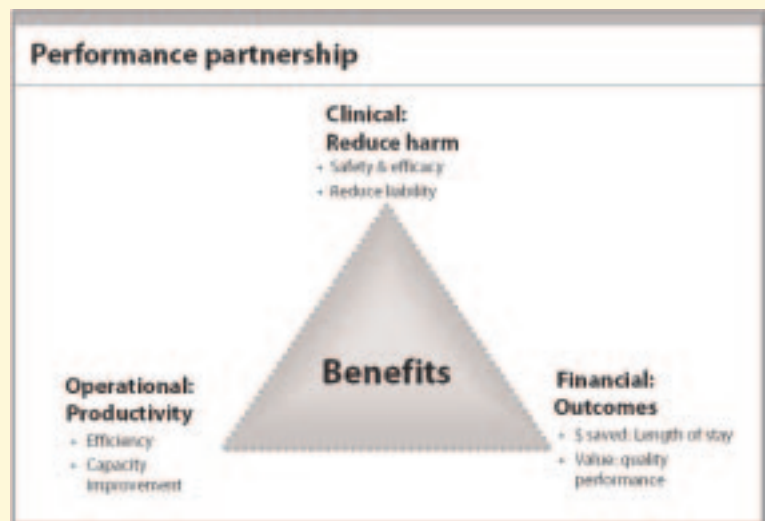 Performance partnership
Clinical:
Reduce harm
• Safety & efficacy
• Reduce liability
Benefits
Operational:
Productivity
• Efficiency
• Capacity
improvement
Financial:
Outcomes
• $ saved: Length of stay
• Value: quality
performance